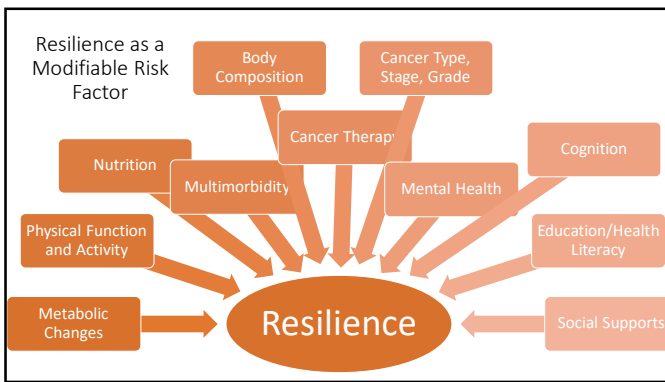 Resilience as a
Modifiable Risk
Factor
Body
Composition
Cancer Type,
Stage, Grade
Cancer Therapy
Nutrition
Multimorbidity
Mental Health
Cognition
Physical Function
and Activity
Education/Health
Literacy
Metabolic
Changes
Resilience
Social Supports